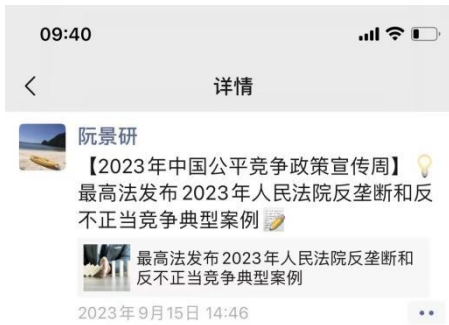 09:40
详情
阮景研
【2023年中国公平竞争政策宣传周】💡
最高法发布2023年人民法院反垄断和反
不正当竞争典型案例📝
最高法发布2023年人民法院反垄断和
反不正当竞争典型案例
2023年9月15日 14:46